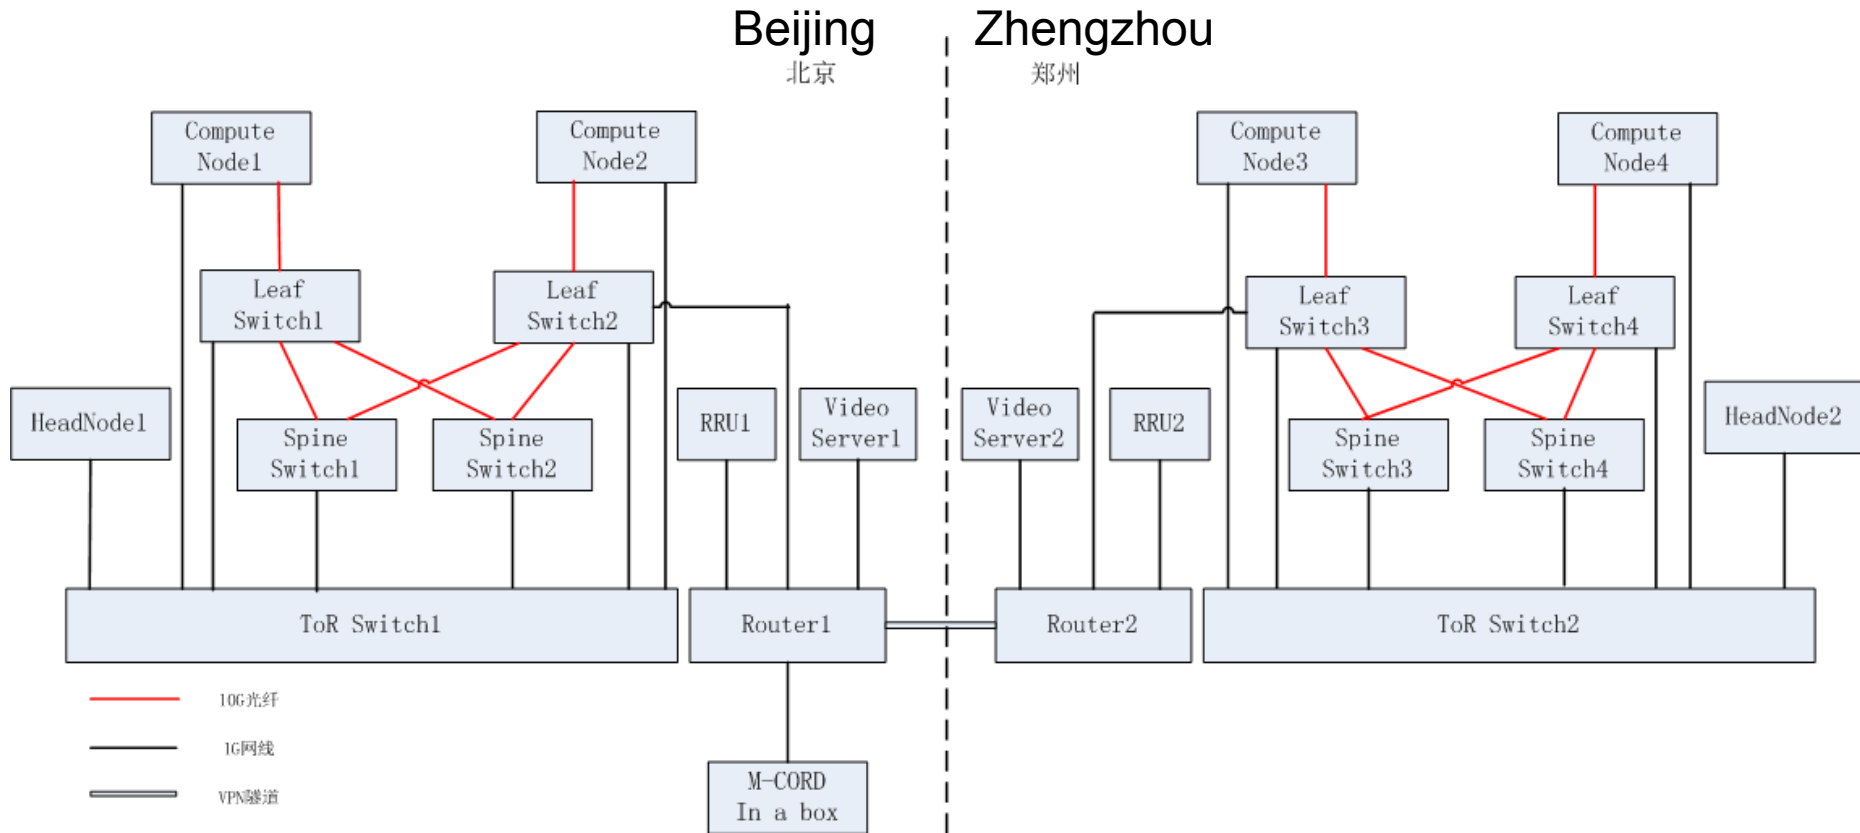 Beijing
Zhengzhou
北京
郑州
Compute
Node1
Compute
Node2
Compute
Node3
Compute
Node4
Leaf
Switch1
Leaf
Switch2
Leaf
Switch3
Leaf
Switch4
HeadNode1
Spine
Switch1
Spine
Switch2
RRU1
Video
Server1
Video
Server2
RRU2
Spine
Switch3
Spine
Switch4
HeadNode2
ToR Switch1
Router1
Router2
ToR Switch2
10G光纤
1G网线
VPN隧道
M-CORD
In a box